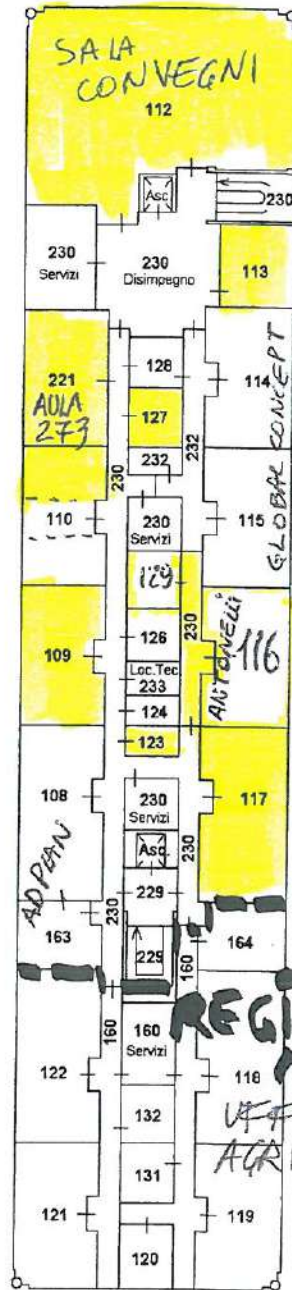 SALA
CONVEGNI
112
Asc.
230
230
Servizi
230
Disimpegno
113
221
AULA
273
128
127
232
232
114
GLOBAL CONCEPT
230
110
230
Servizi
115
129
230
109
126
ANTONELLI
116
Loc.Tec.
233
124
123
108
230
Servizi
117
ADPLAN
Asc.
230
230
229
163
229
164
160
160
160
Servizi
REGI
122
118
132
UFF
AGR
131
121
119
120